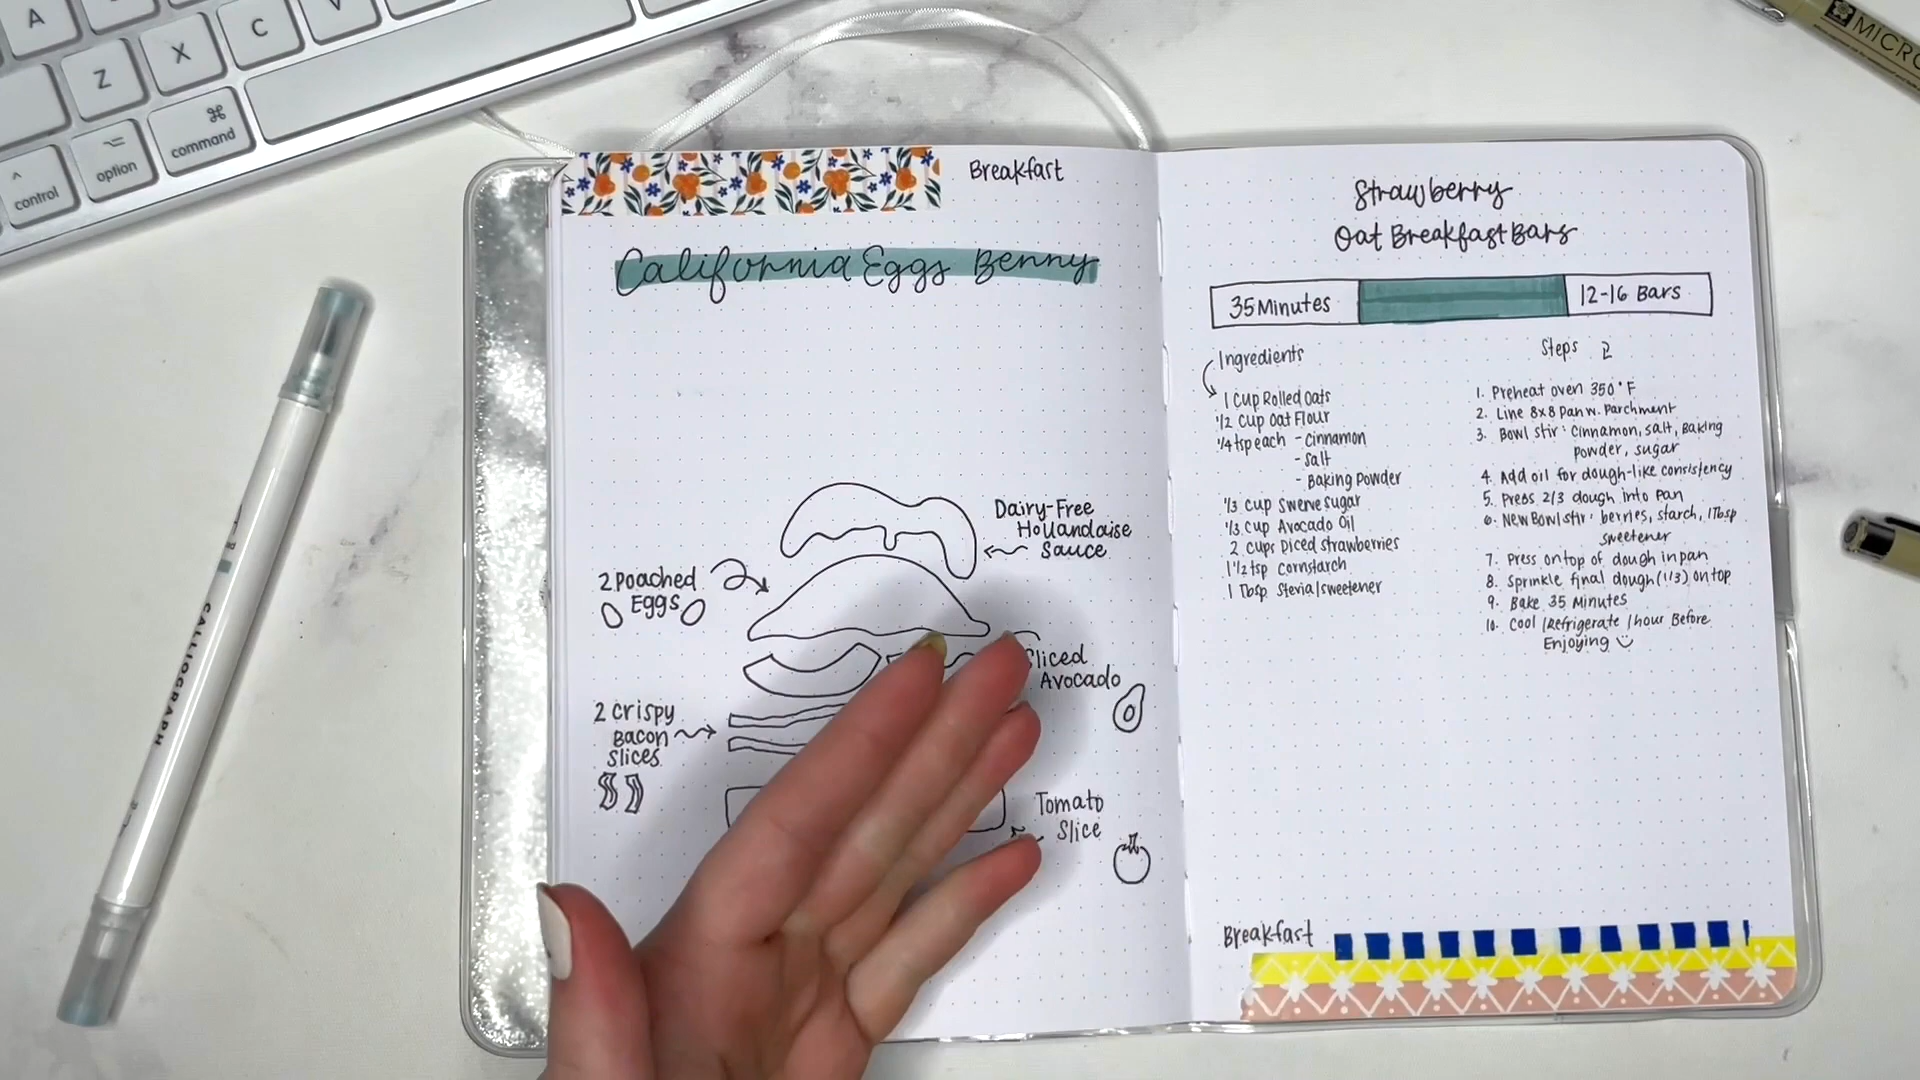 A
Z
X
C
V
control
option
command
MICRO
CALLIGRAPH
Breakfast
California Eggs Benny
Dairy-Free
Hollandaise
Sauce
2 Poached
Eggs
Sliced
Avocado
2 crispy
Bacon
Slices
Tomato
Slice
Strawberry
Oat Breakfast Bars
35 Minutes
12-16 Bars
Ingredients
1 Cup Rolled Oats
1/2 Cup Oat Flour
1/4 tsp each - Cinnamon
- Salt
- Baking Powder
1/3 Cup Swerve Sugar
1/3 Cup Avocado Oil
2 Cups Diced Strawberries
1 1/2 tsp Cornstarch
1 Tbsp Stevia/sweetener
Steps
1. Preheat oven 350°F
2. Line 8x8 Pan w. Parchment
3. Bowl stir: Cinnamon, salt, Baking
powder, sugar
4. Add oil for dough-like consistency
5. Press 2/3 dough into Pan
6. New Bowl stir: berries, starch, 1Tbsp
sweetener
7. Press on top of dough in pan
8. Sprinkle final dough (1/3) on top
9. Bake 35 Minutes
10. Cool/Refrigerate 1 hour Before
Enjoying
Breakfast